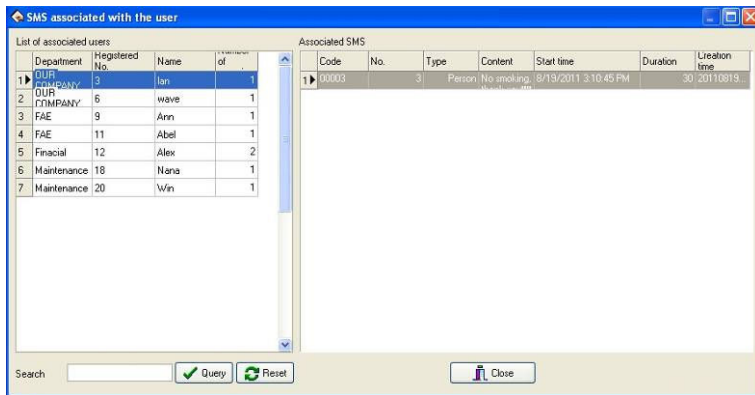 SMS associated with the user
List of associated users
Associated SMS
Department Registered No. Name of
Code No. Type Content Start time Duration Creation time
1 OUR COMPANY 3 Ian 1
1 00003 3 Person No smoking, 8/19/2011 3:10:45 PM 30 20110819...
2 OUR COMPANY 6 wave 1
3 FAE 9 Ann 1
4 FAE 11 Abel 1
5 Finacial 12 Alex 2
6 Maintenance 18 Nana 1
7 Maintenance 20 Win 1
Search Query Reset Close